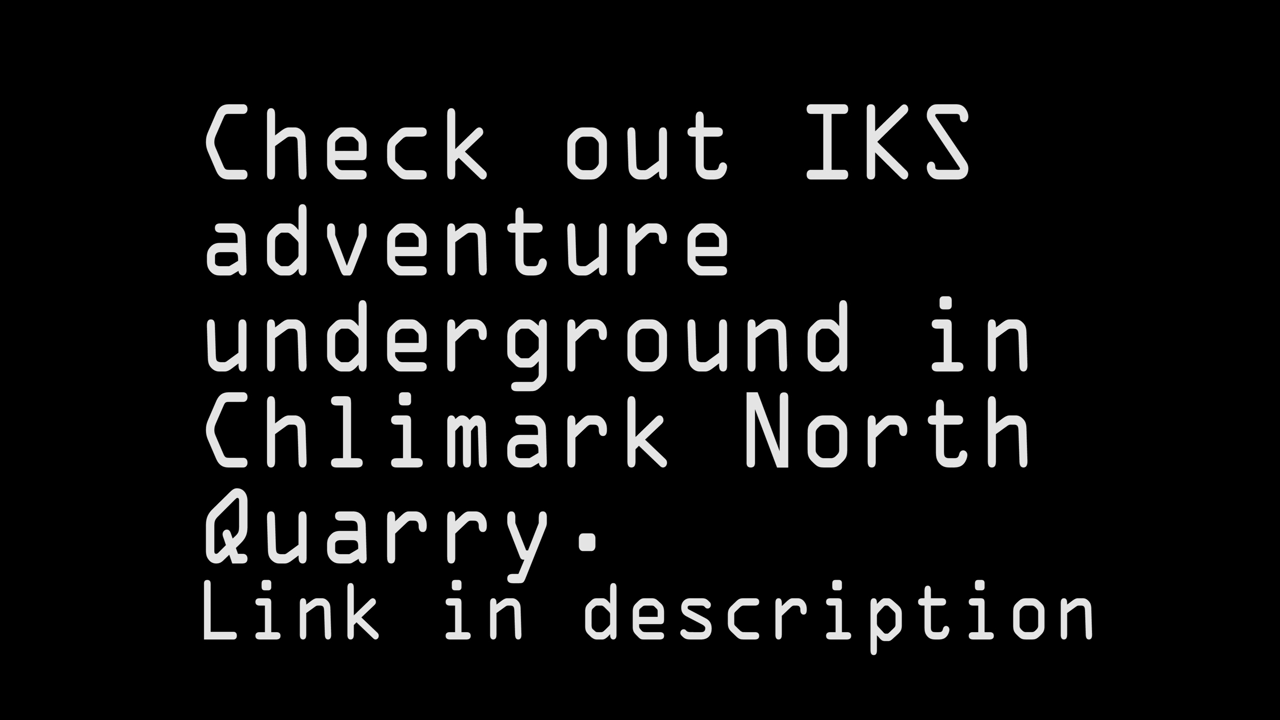 Check out IKS
adventure
underground in
Chlimark North
Quarry.
Link in description